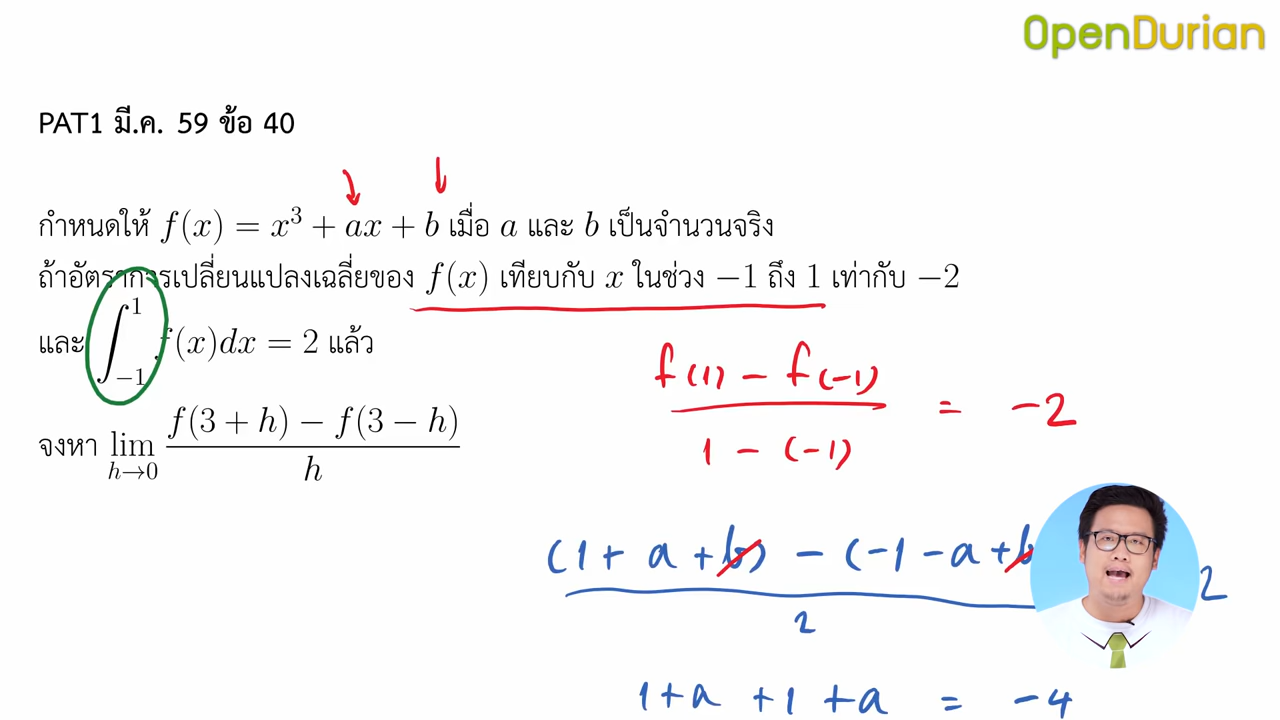 OpenDurian
PAT1 มี.ค. 59 ข้อ 40
กำหนดให้ f(x) = x³ + ax + b เมื่อ a และ b เป็นจำนวนจริง
ถ้าอัตราการเปลี่ยนแปลงเฉลี่ยของ f(x) เทียบกับ x ในช่วง −1 ถึง 1 เท่ากับ −2
และ ∫_{−1}^{1} f(x)dx = 2 แล้ว
จงหา lim_{h→0} (f(3 + h) − f(3 − h))/h
(f(1) − f(−1))/(1 − (−1)) = −2
(1 + a + b) − (−1 − a + b
2
2
1 + a + 1 + a = −4